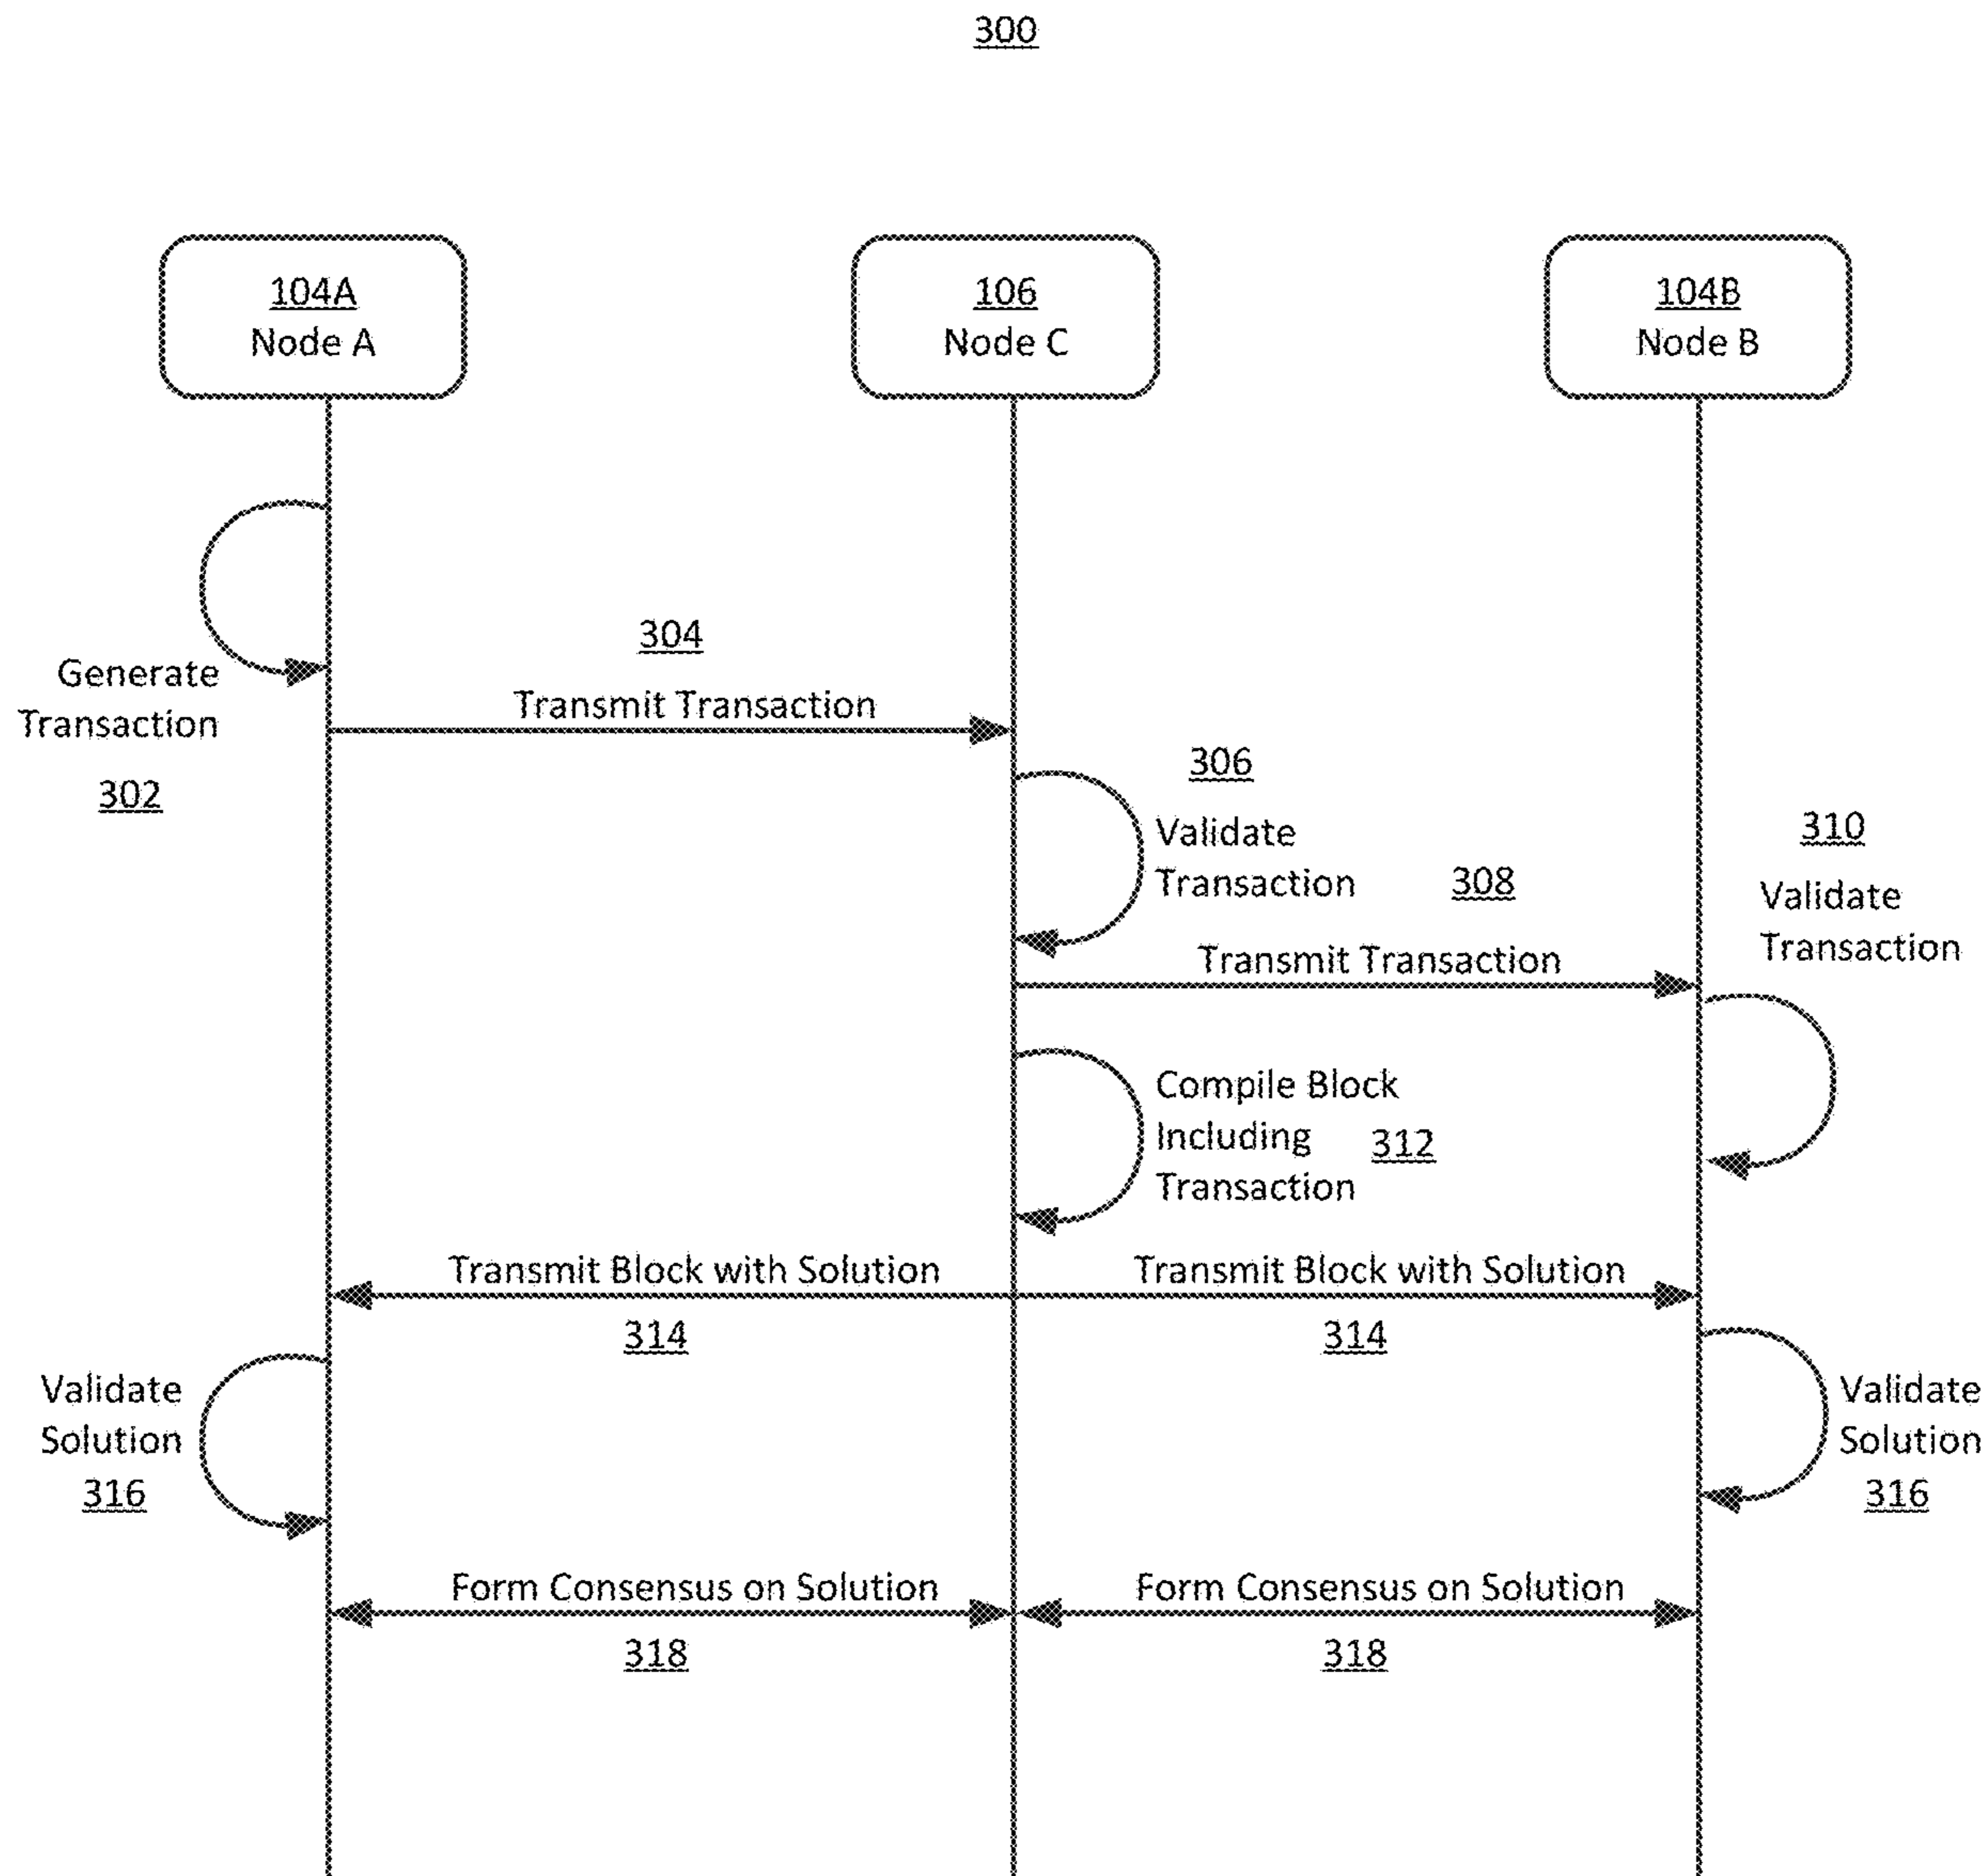 300
104A
Node A
106
Node C
104B
Node B
Generate
Transaction
302
304
Transmit Transaction
306
Validate
Transaction
308
Transmit Transaction
310
Validate
Transaction
Compile Block
Including
312
Transaction
Transmit Block with Solution
314
Transmit Block with Solution
314
Validate
Solution
316
Validate
Solution
316
Form Consensus on Solution
318
Form Consensus on Solution
318